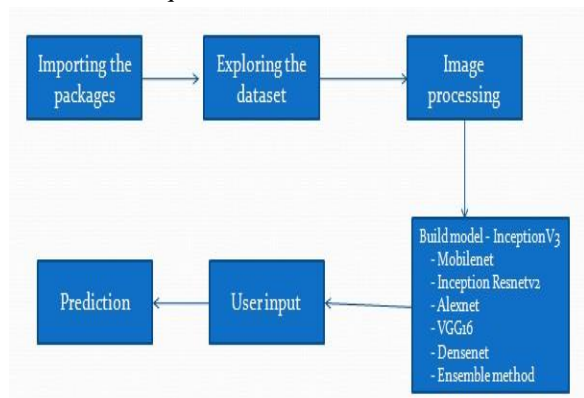 Importing the
packages
Exploring the
dataset
Image
processing
Build model - InceptionV3
- Mobilenet
- Inception Resnetv2
- Alexnet
- VGG16
- Densenet
- Ensemble method
User input
Prediction